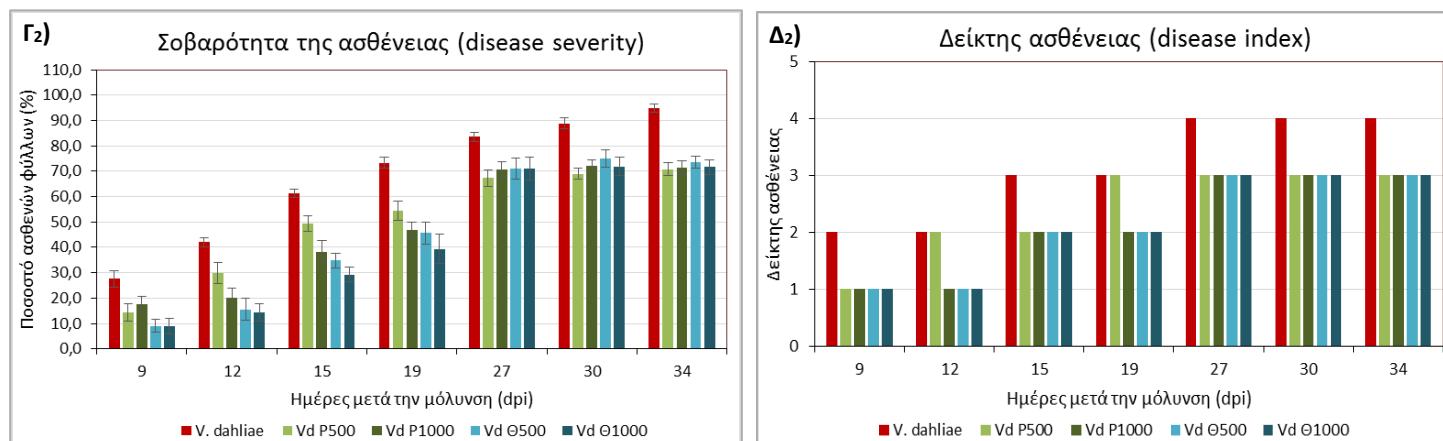 Γ₂)
Σοβαρότητα της ασθένειας (disease severity)
Ποσοστό ασθενών φύλλων (%)
110,0
100,0
90,0
80,0
70,0
60,0
50,0
40,0
30,0
20,0
10,0
0,0
9 12 15 19 27 30 34
Ημέρες μετά την μόλυνση (dpi)
V. dahliae Vd P500 Vd P1000 Vd Θ500 Vd Θ1000
Δ₂)
Δείκτης ασθένειας (disease index)
Δείκτης ασθένειας
5
4
3
2
1
0
9 12 15 19 27 30 34
Ημέρες μετά την μόλυνση (dpi)
V. dahliae Vd P500 Vd P1000 Vd Θ500 Vd Θ1000